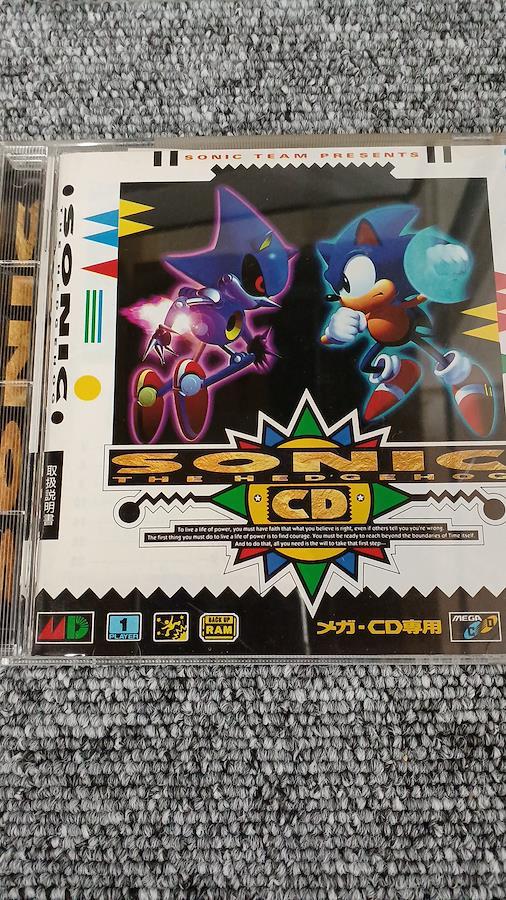 SONIC TEAM PRESENTS
SONIC
THE HEDGEHOG
取扱説明書
SONIC
THE HEDGEHOG
CD
To live a life of power, you must have faith that what you believe is right, even if others tell you you're wrong.
The first thing you must do to live a life of power is to find courage. You must be ready to reach beyond the boundaries of Time itself.
And to do that, all you need is the will to take that first step...
MD
1
PLAYER
BACK UP
RAM
メガ・CD専用
MEGA
CD